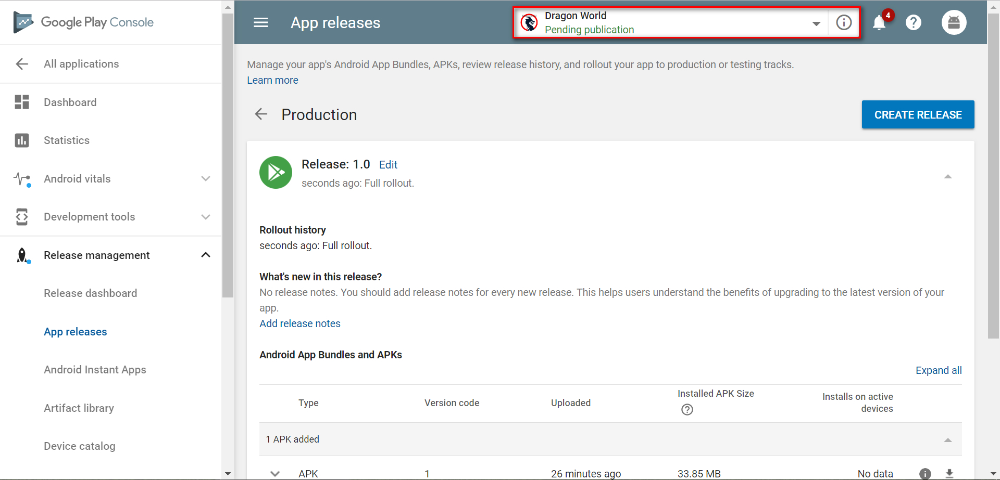 Google Play Console
All applications
Dashboard
Statistics
Android vitals
Development tools
Release management
Release dashboard
App releases
Android Instant Apps
Artifact library
Device catalog
App releases
Dragon World
Pending publication
4
Manage your app's Android App Bundles, APKs, review release history, and rollout your app to production or testing tracks.
Learn more
Production
CREATE RELEASE
Release: 1.0 Edit
seconds ago: Full rollout.
Rollout history
seconds ago: Full rollout.
What's new in this release?
No release notes. You should add release notes for every new release. This helps users understand the benefits of upgrading to the latest version of your
app.
Add release notes
Android App Bundles and APKs
Expand all
Type Version code Uploaded Installed APK Size Installs on active
devices
1 APK added
APK 1 26 minutes ago 33.85 MB No data